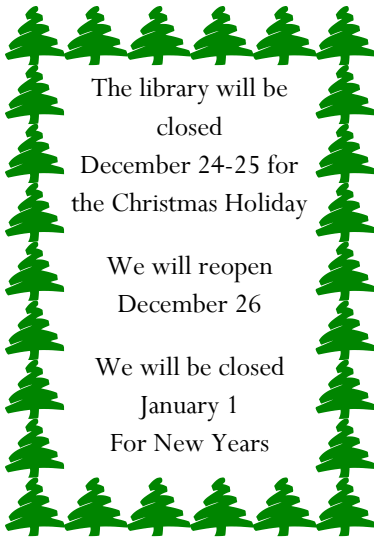 The library will be
closed
December 24-25 for
the Christmas Holiday
We will reopen
December 26
We will be closed
January 1
For New Years